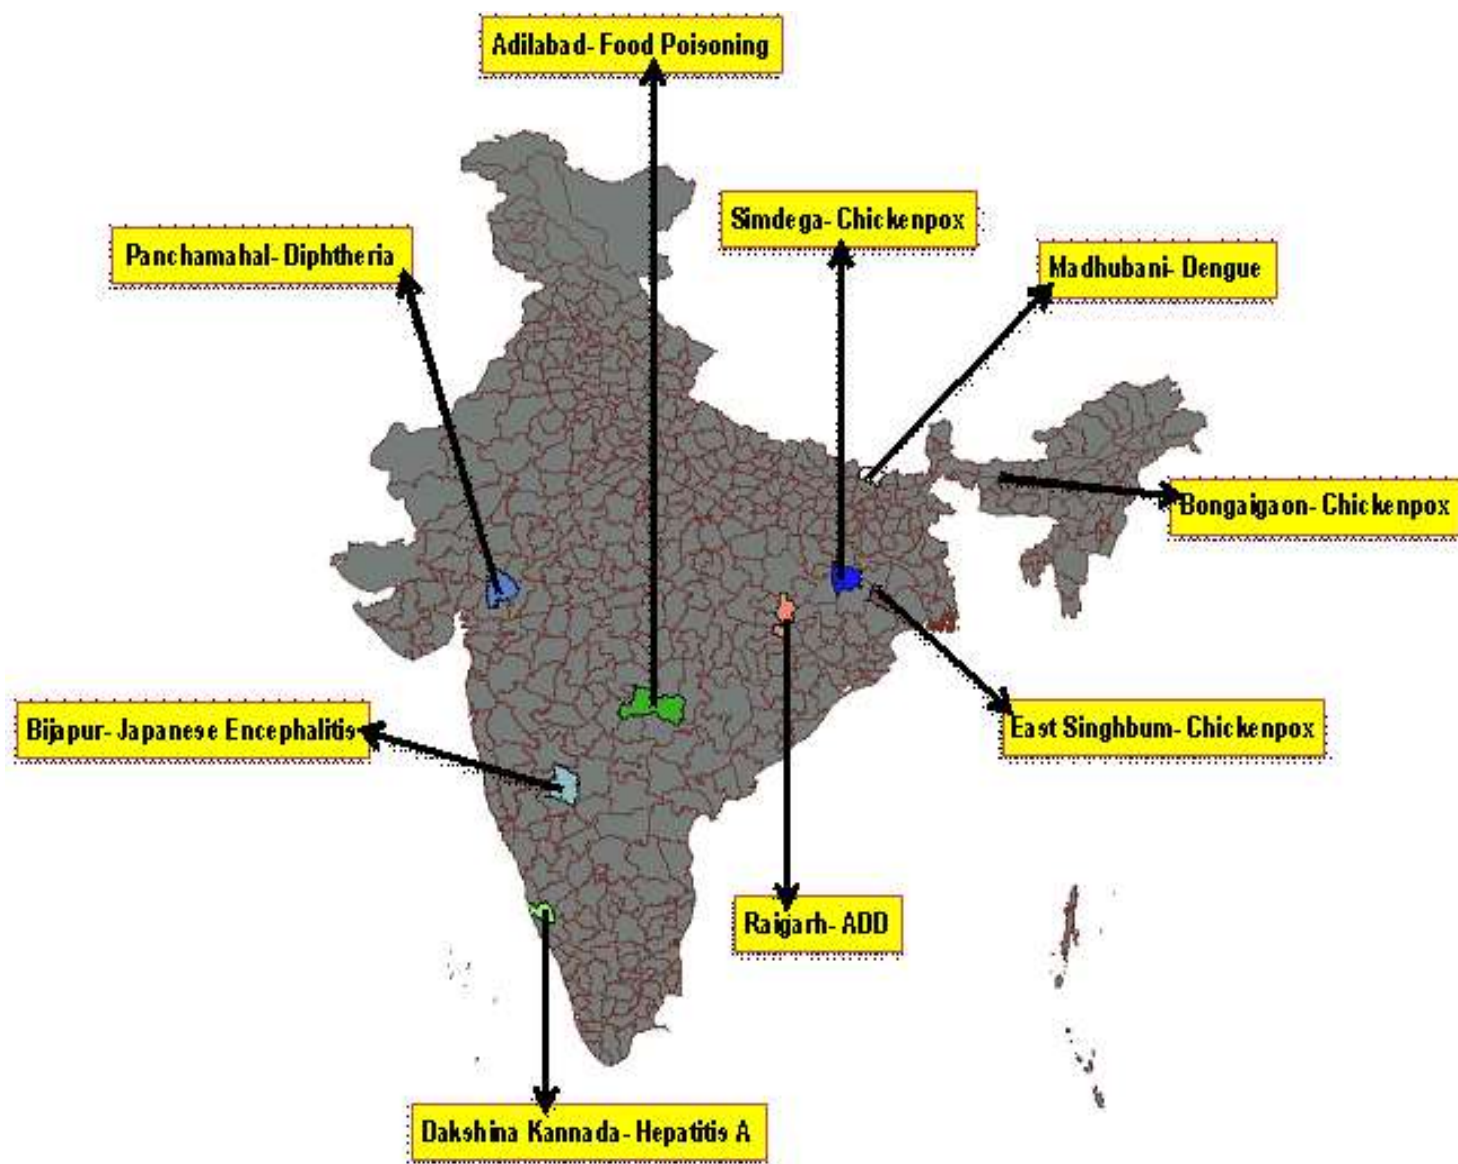 Adilabad- Food Poisoning
Simdega- Chickenpox
Panchamahal- Diphtheria
Madhubani- Dengue
Bongaigaon- Chickenpox
Bijapur- Japanese Encephalitis
East Singhbum- Chickenpox
Raigarh- ADD
Dakshina Kannada- Hepatitis A